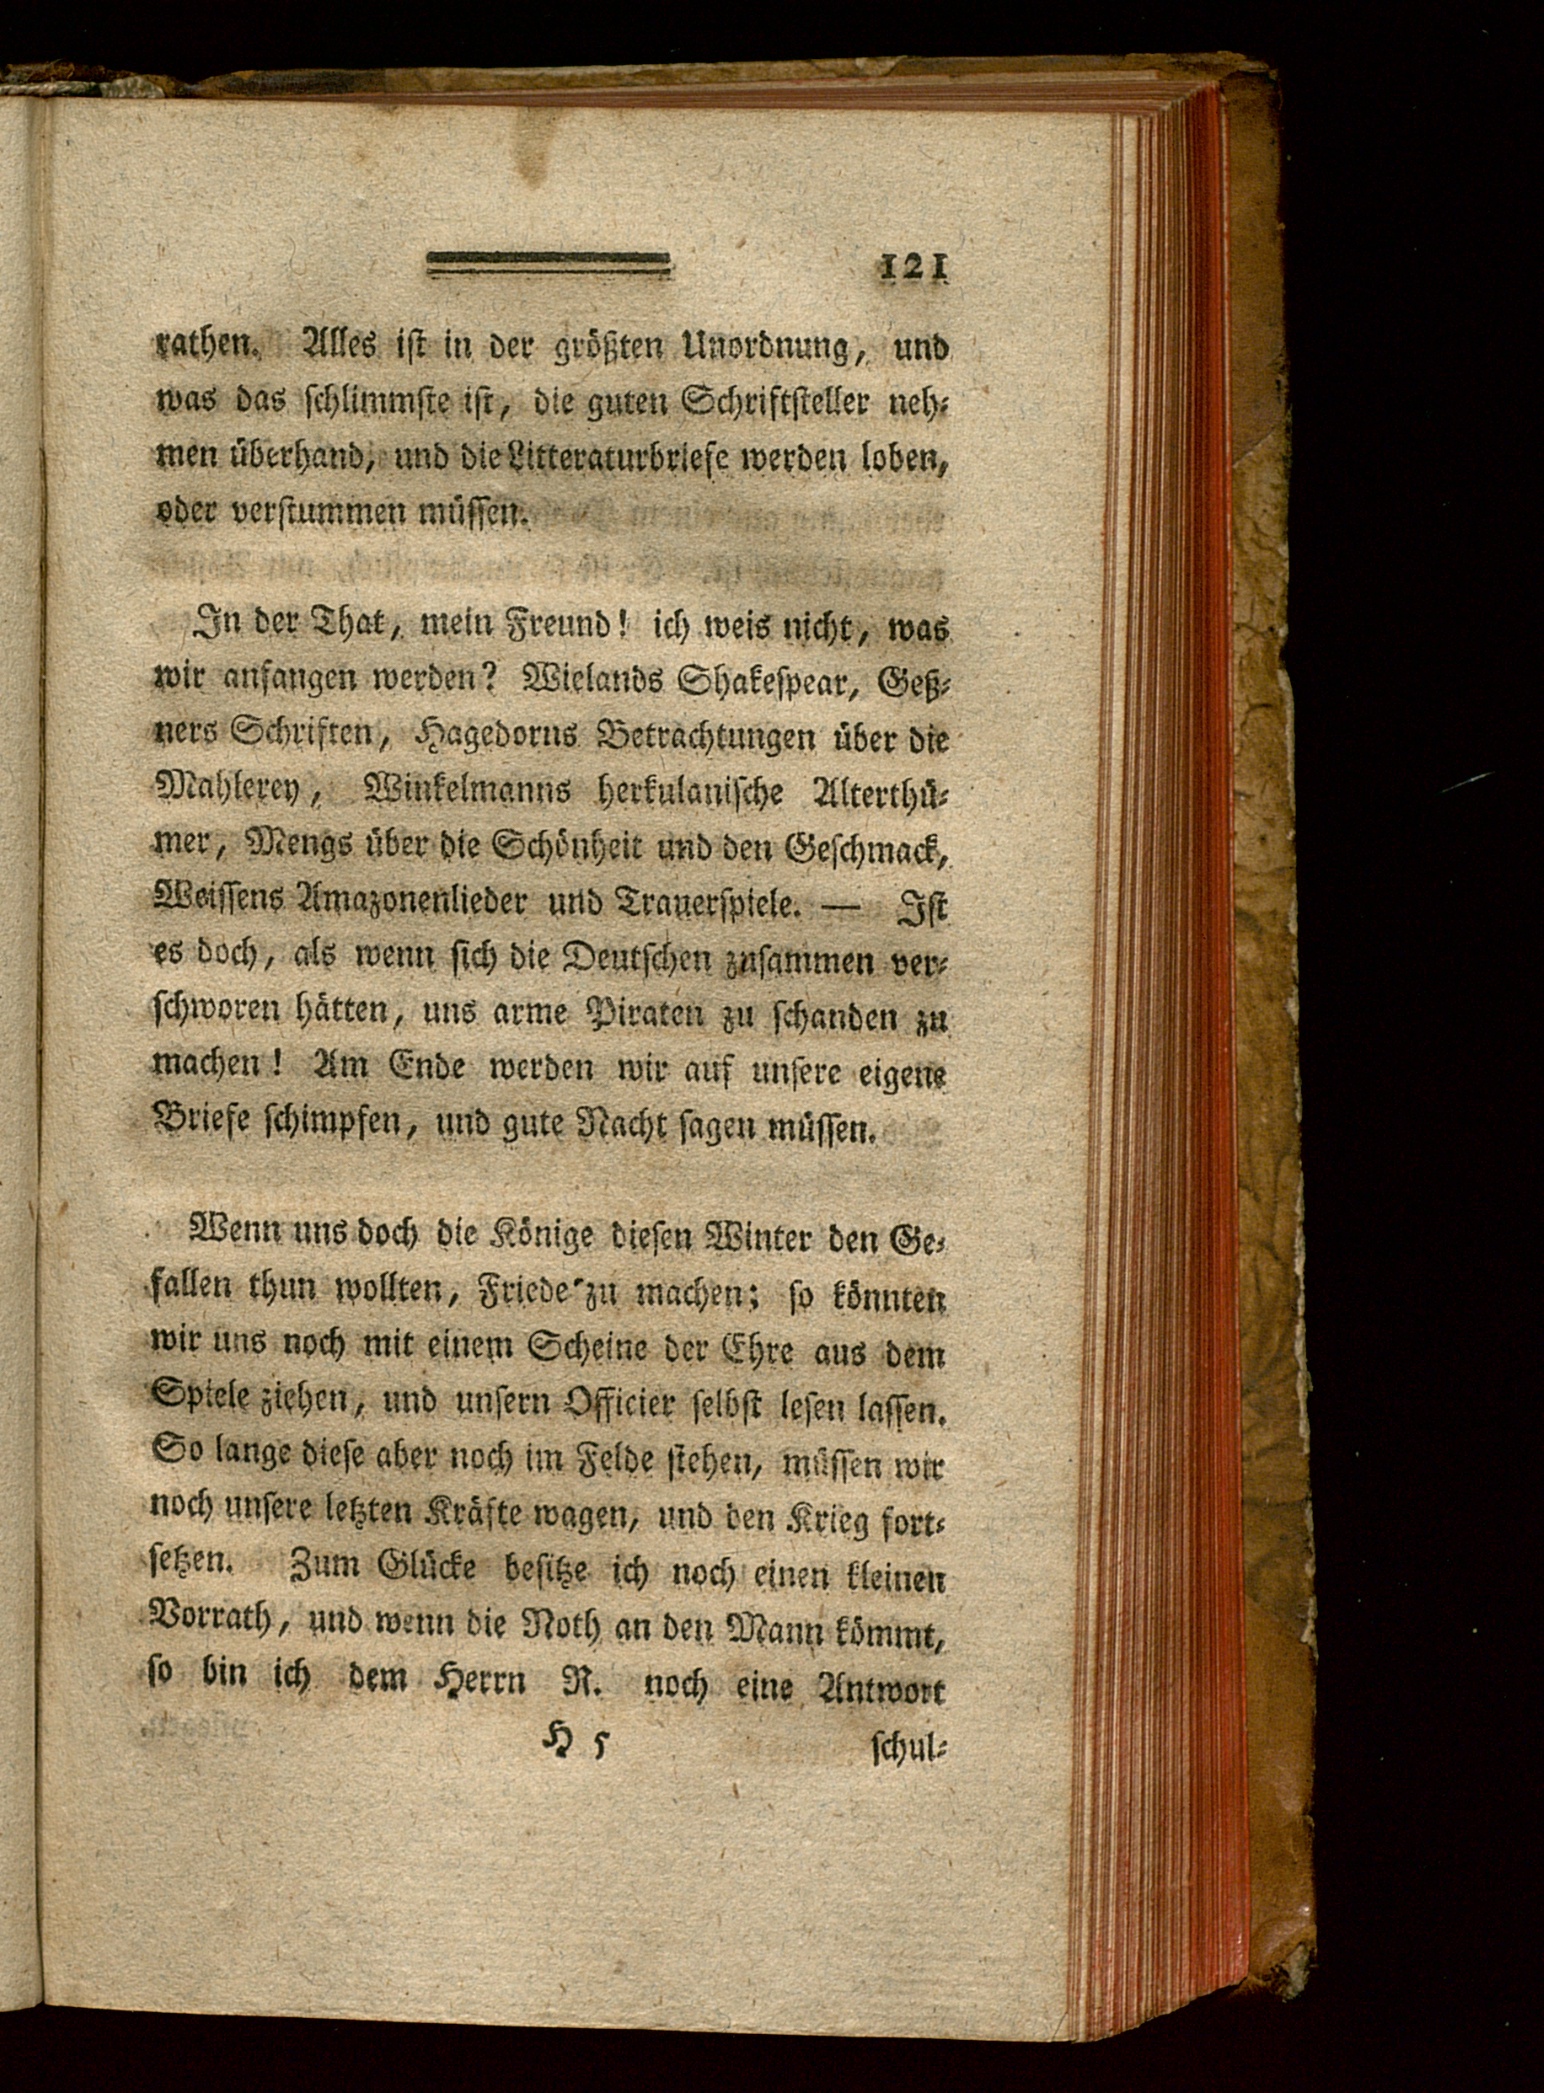 121
rathen. Alles ist in der größten Unordnung, und
was das schlimmste ist, die guten Schriftsteller neh⸗
men überhand, und die Litteraturbriefe werden loben,
oder verstummen müssen.
In der That, mein Freund! ich weis nicht, was
wir anfangen werden? Wielands Shakespear, Geß⸗
ners Schriften, Hagedorns Betrachtungen über die
Mahlerey, Winkelmanns herkulanische Alterthü⸗
mer, Mengs über die Schönheit und den Geschmack,
Weissens Amazonenlieder und Trauerspiele. — Ist
es doch, als wenn sich die Deutschen zusammen ver⸗
schworen hätten, uns arme Piraten zu schanden zu
machen! Am Ende werden wir auf unsere eigene
Briefe schimpfen, und gute Nacht sagen müssen.
Wenn uns doch die Könige diesen Winter den Ge⸗
fallen thun wollten, Friede zu machen; so könnten
wir uns noch mit einem Scheine der Ehre aus dem
Spiele ziehen, und unsern Officier selbst lesen lassen.
So lange diese aber noch im Felde stehen, müssen wir
noch unsere letzten Kräfte wagen, und den Krieg fort⸗
setzen. Zum Glücke besitze ich noch einen kleinen
Vorrath, und wenn die Noth an den Mann kömmt,
so bin ich dem Herrn R. noch eine Antwort
H 5 schul⸗